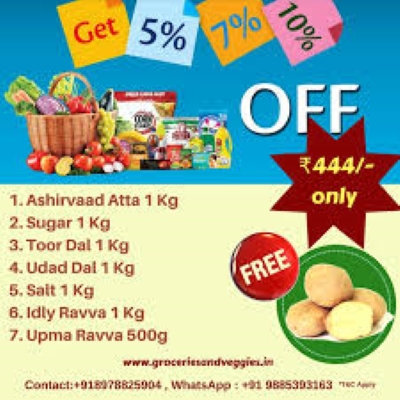 Get 5% 7% 10%
OFF
₹444/-
only
1. Ashirvaad Atta 1 Kg
2. Sugar 1 Kg
3. Toor Dal 1 Kg
4. Udad Dal 1 Kg
5. Salt 1 Kg
6. Idly Ravva 1 Kg
7. Upma Ravva 500g
FREE
www.groceriesandveggies.in
Contact:+918978825904 , WhatsApp : +91 9885393163 *T&C Apply